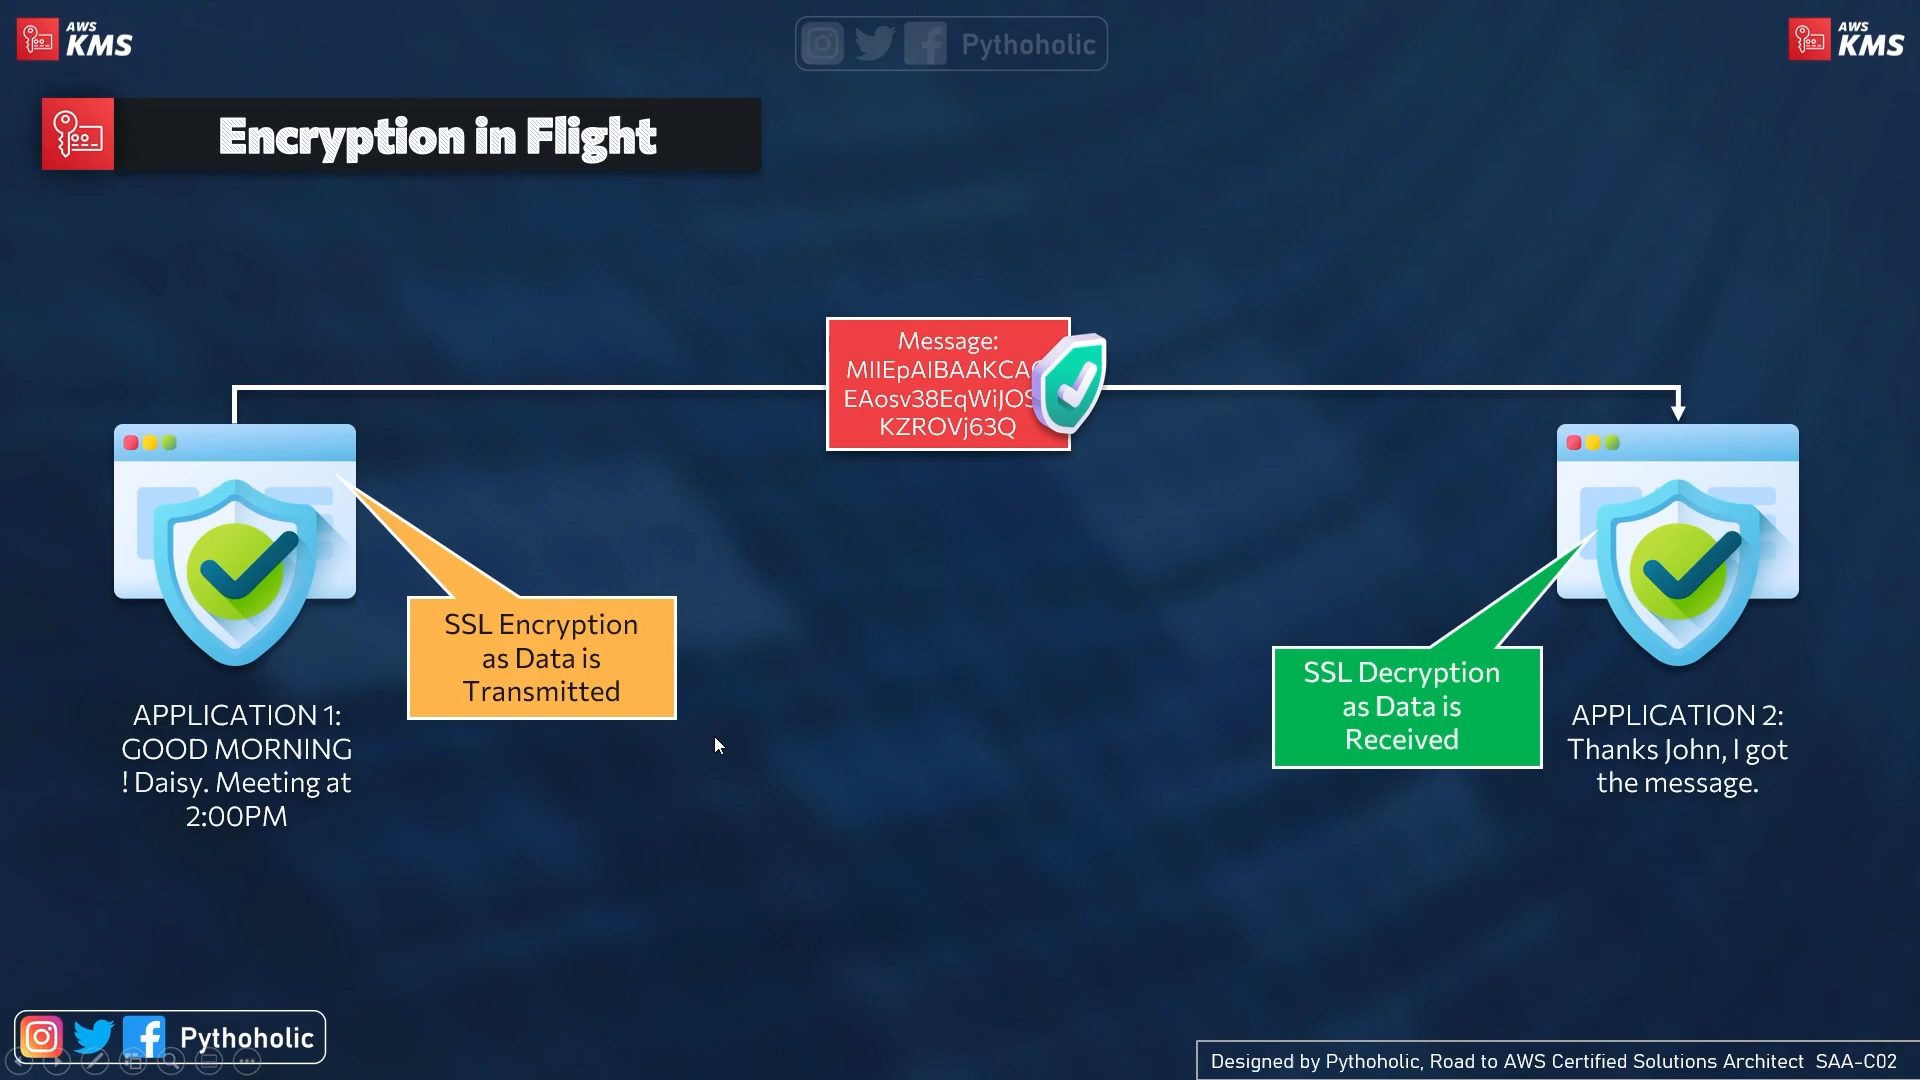 AWS
KMS
Pythoholic
AWS
KMS
Encryption in Flight
Message:
MIIEpAIBAAKCA
EAosv38EqWiJOS
KZROVj63Q
SSL Encryption
as Data is
Transmitted
SSL Decryption
as Data is
Received
APPLICATION 1:
GOOD MORNING
! Daisy. Meeting at
2:00PM
APPLICATION 2:
Thanks John, I got
the message.
Pythoholic
Designed by Pythoholic, Road to AWS Certified Solutions Architect SAA-C02